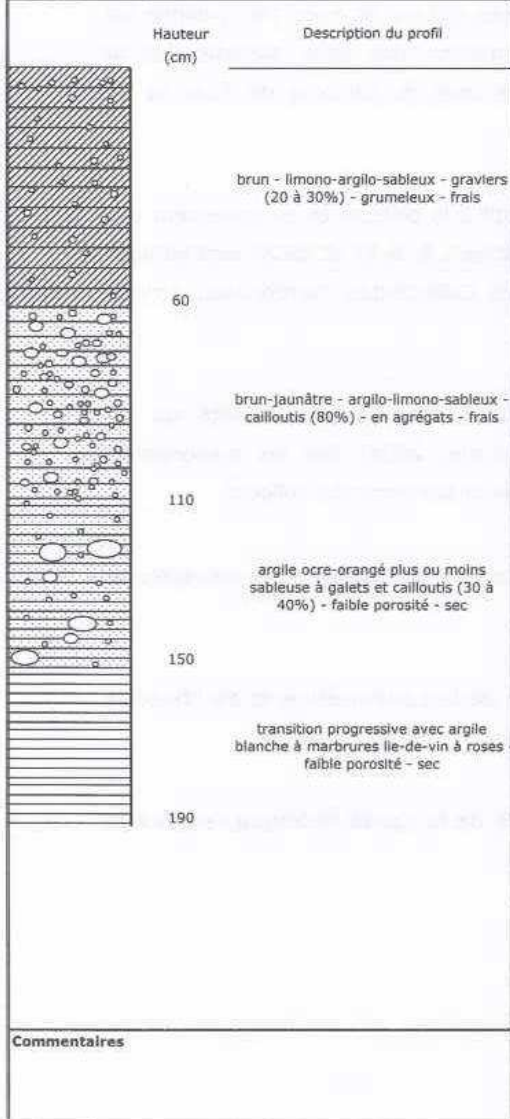 Hauteur
(cm)
Description du profil
brun - limono-argilo-sableux - graviers
(20 à 30%) - grumeleux - frais
60
brun-jaunâtre - argilo-limono-sableux -
cailloutis (80%) - en agrégats - frais
110
argile ocre-orangé plus ou moins
sableuse à galets et cailloutis (30 à
40%) - faible porosité - sec
150
transition progressive avec argile
blanche à marbrures lie-de-vin à roses -
faible porosité - sec
190
Commentaires